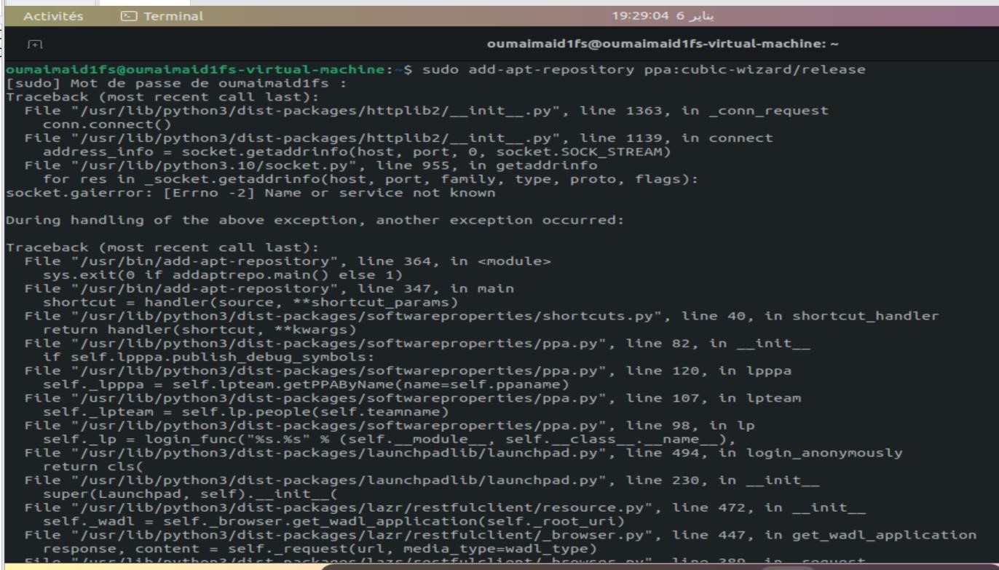 Activités Terminal 19:29:04 6 يناير
oumaimaid1fs@oumaimaid1fs-virtual-machine: ~
oumaimaid1fs@oumaimaid1fs-virtual-machine:~$ sudo add-apt-repository ppa:cubic-wizard/release
[sudo] Mot de passe de oumaimaid1fs :
Traceback (most recent call last):
  File "/usr/lib/python3/dist-packages/httplib2/__init__.py", line 1363, in _conn_request
    conn.connect()
  File "/usr/lib/python3/dist-packages/httplib2/__init__.py", line 1139, in connect
    address_info = socket.getaddrinfo(host, port, 0, socket.SOCK_STREAM)
  File "/usr/lib/python3.10/socket.py", line 955, in getaddrinfo
    for res in _socket.getaddrinfo(host, port, family, type, proto, flags):
socket.gaierror: [Errno -2] Name or service not known
During handling of the above exception, another exception occurred:
Traceback (most recent call last):
  File "/usr/bin/add-apt-repository", line 364, in <module>
    sys.exit(0 if addaptrepo.main() else 1)
  File "/usr/bin/add-apt-repository", line 347, in main
    shortcut = handler(source, **shortcut_params)
  File "/usr/lib/python3/dist-packages/softwareproperties/shortcuts.py", line 40, in shortcut_handler
    return handler(shortcut, **kwargs)
  File "/usr/lib/python3/dist-packages/softwareproperties/ppa.py", line 82, in __init__
    if self.lpppa.publish_debug_symbols:
  File "/usr/lib/python3/dist-packages/softwareproperties/ppa.py", line 120, in lpppa
    self._lpppa = self.lpteam.getPPAByName(name=self.ppaname)
  File "/usr/lib/python3/dist-packages/softwareproperties/ppa.py", line 107, in lpteam
    self._lpteam = self.lp.people(self.teamname)
  File "/usr/lib/python3/dist-packages/softwareproperties/ppa.py", line 98, in lp
    self._lp = login_func("%s.%s" % (self.__module__, self.__class__.__name__),
  File "/usr/lib/python3/dist-packages/launchpadlib/launchpad.py", line 494, in login_anonymously
    return cls(
  File "/usr/lib/python3/dist-packages/launchpadlib/launchpad.py", line 230, in __init__
    super(Launchpad, self).__init__(
  File "/usr/lib/python3/dist-packages/lazr/restfulclient/resource.py", line 472, in __init__
    self._wadl = self._browser.get_wadl_application(self._root_uri)
  File "/usr/lib/python3/dist-packages/lazr/restfulclient/_browser.py", line 447, in get_wadl_application
    response, content = self._request(url, media_type=wadl_type)
  File "/usr/lib/python3/dist-packages/lazr/restfulclient/_browser.py", line 389, in _request